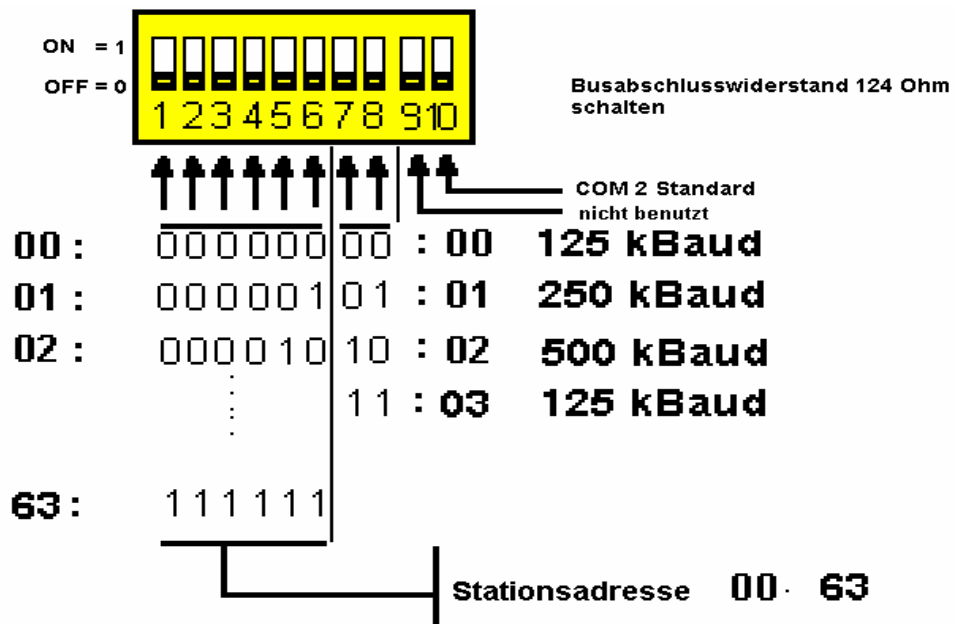 ON = 1
OFF = 0
1 2 3 4 5 6 7 8 9 10
Busabschlusswiderstand 124 Ohm
schalten
COM 2 Standard
nicht benutzt
00 : 000000 00 : 00 125 kBaud
01 : 000001 01 : 01 250 kBaud
02 : 000010 10 : 02 500 kBaud
11 : 03 125 kBaud
63 : 111111
Stationsadresse 00 · 63